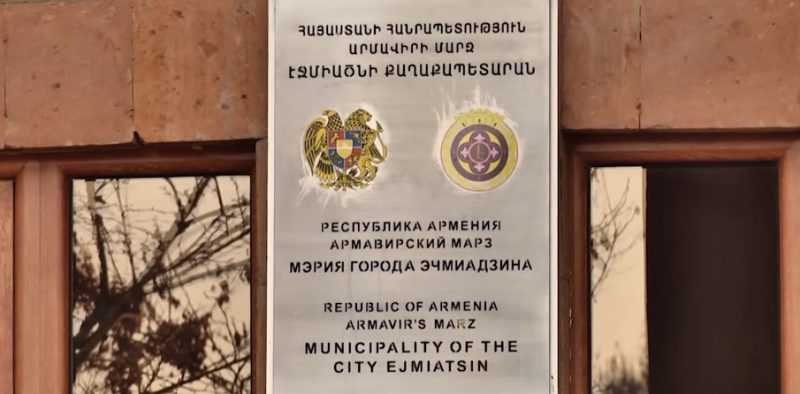 ՀԱՅԱՍՏԱՆԻ ՀԱՆՐԱՊԵՏՈՒԹՅՈՒՆ
ԱՐՄԱՎԻՐԻ ՄԱՐԶ
ԷՋՄԻԱԾՆԻ ՔԱՂԱՔԱՊԵՏԱՐԱՆ
РЕСПУБЛИКА АРМЕНИЯ
АРМАВИРСКИЙ МАРЗ
МЭРИЯ ГОРОДА ЭЧМИАДЗИНА
REPUBLIC OF ARMENIA
ARMAVIR'S MARZ
MUNICIPALITY OF THE
CITY EJMIATSIN